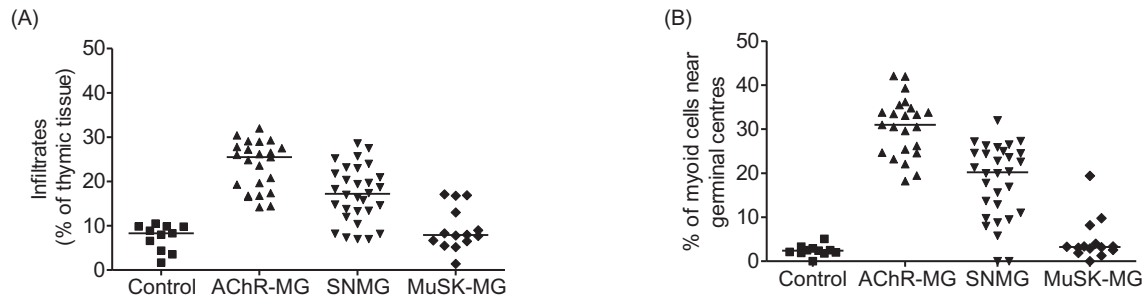 (A)
Infiltrates
(% of thymic tissue)
50
40
30
20
10
0
Control AChR-MG SNMG MuSK-MG
(B)
% of myoid cells near
germinal centres
50
40
30
20
10
0
Control AChR-MG SNMG MuSK-MG